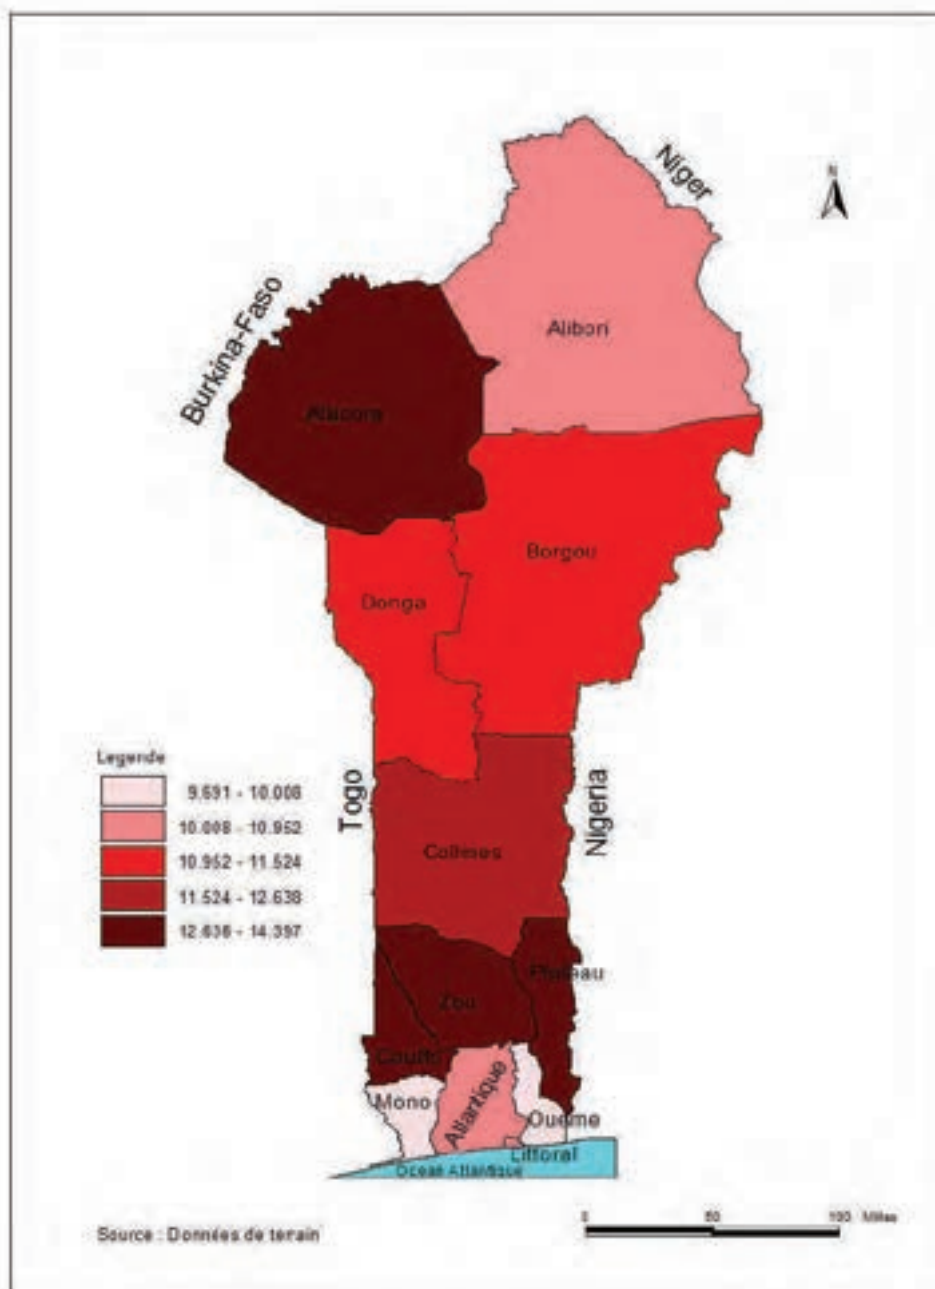 N
Niger
Burkina-Faso
Alibori
Atacora
Borgou
Donga
Togo
Nigeria
Legende
9.691 - 10.008
10.008 - 10.952
10.952 - 11.524
11.524 - 12.638
12.638 - 14.397
Collines
Plateau
Zou
Couffo
Mono
Atlantique
Oueme
Littoral
Ocean Atlantique
0 50 100 Milles
Source : Données de terrain